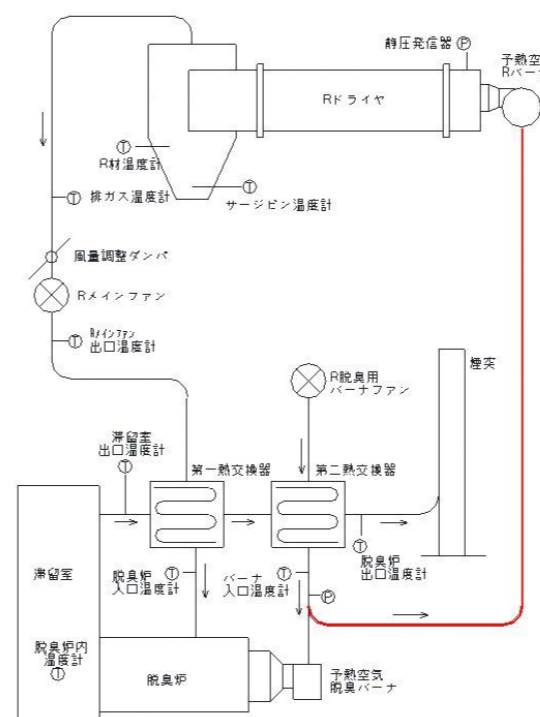 静圧発信器
P
予熱空気
Rバーナ
Rドライヤ
T
R材温度計
T
サージビン温度計
T
排ガス温度計
風量調整ダンパ
Rメインファン
Rメインファン
出口温度計
T
R脱臭用
バーナファン
煙突
滞留室
出口温度計
T
第一熱交換器
第二熱交換器
滞留室
脱臭炉
入口温度計
T
バーナ
入口温度計
T
P
T
脱臭炉
出口温度計
脱臭炉内
温度計
T
脱臭炉
予熱空気
脱臭バーナ